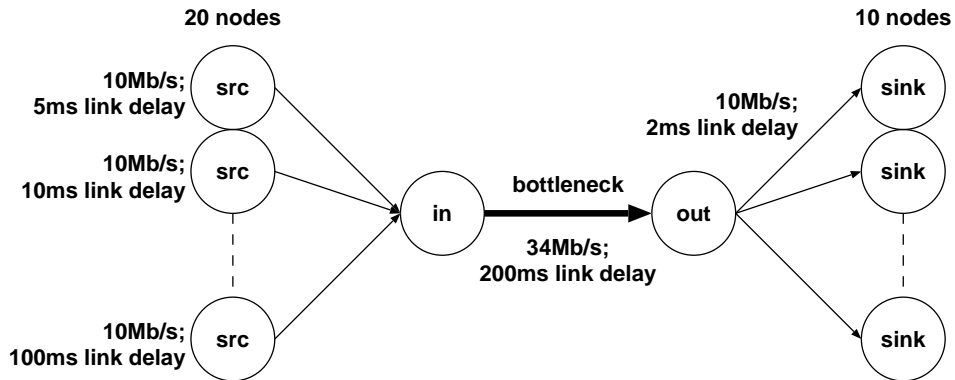 20 nodes
10 nodes
10Mb/s;
5ms link delay
src
10Mb/s;
2ms link delay
sink
10Mb/s;
10ms link delay
src
sink
bottleneck
in
out
34Mb/s;
200ms link delay
10Mb/s;
100ms link delay
src
sink